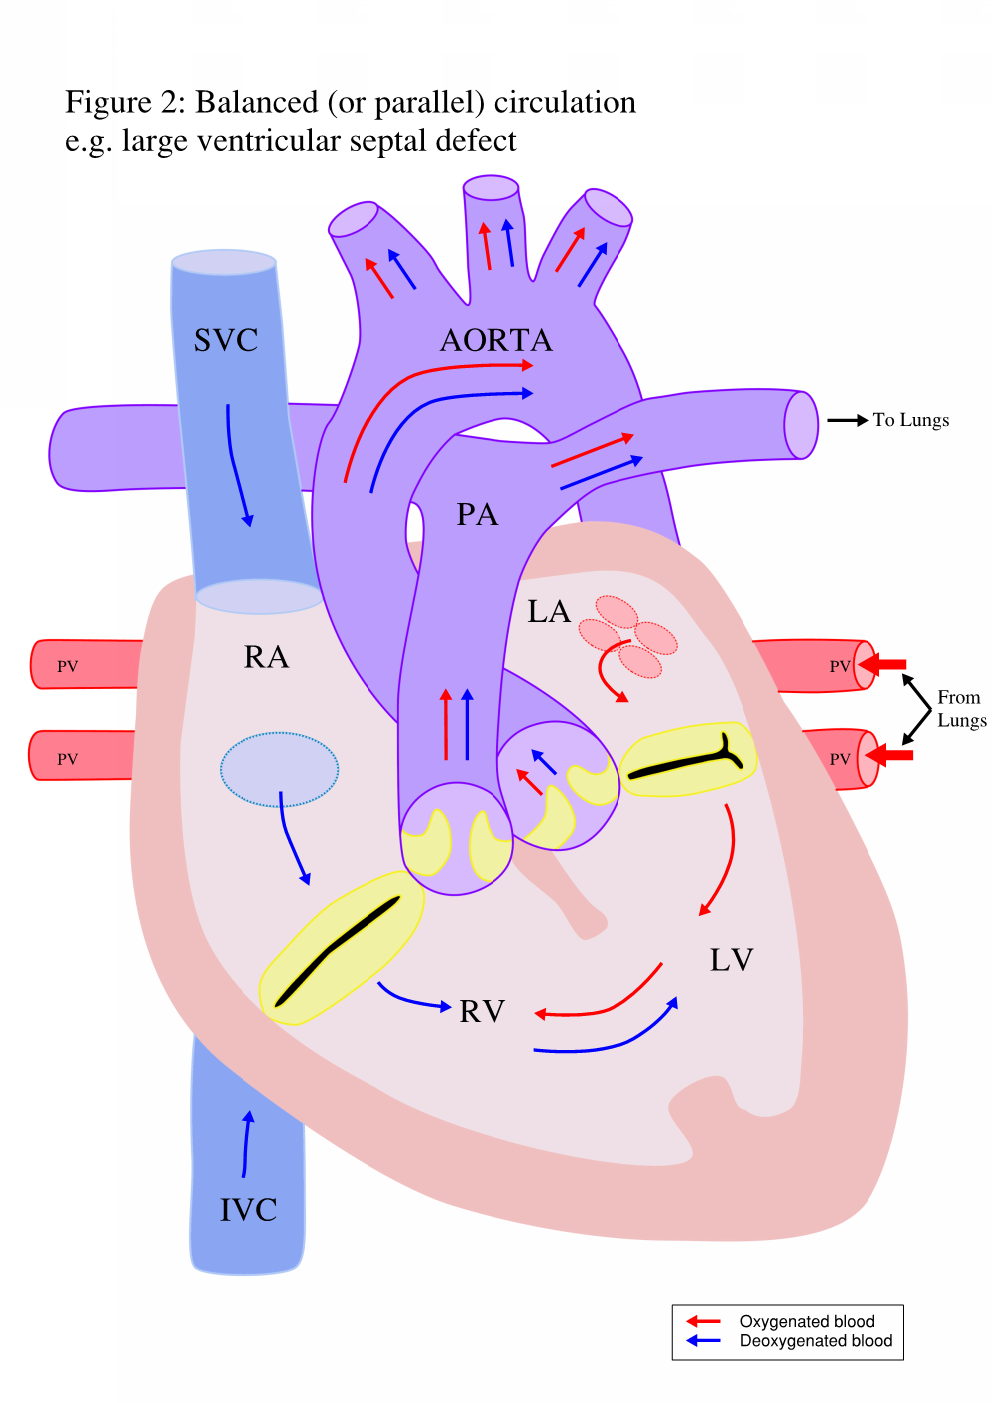 Figure 2: Balanced (or parallel) circulation
e.g. large ventricular septal defect
SVC
AORTA
To Lungs
PA
LA
RA
PV
PV
From
Lungs
PV
PV
LV
RV
IVC
Oxygenated blood
Deoxygenated blood